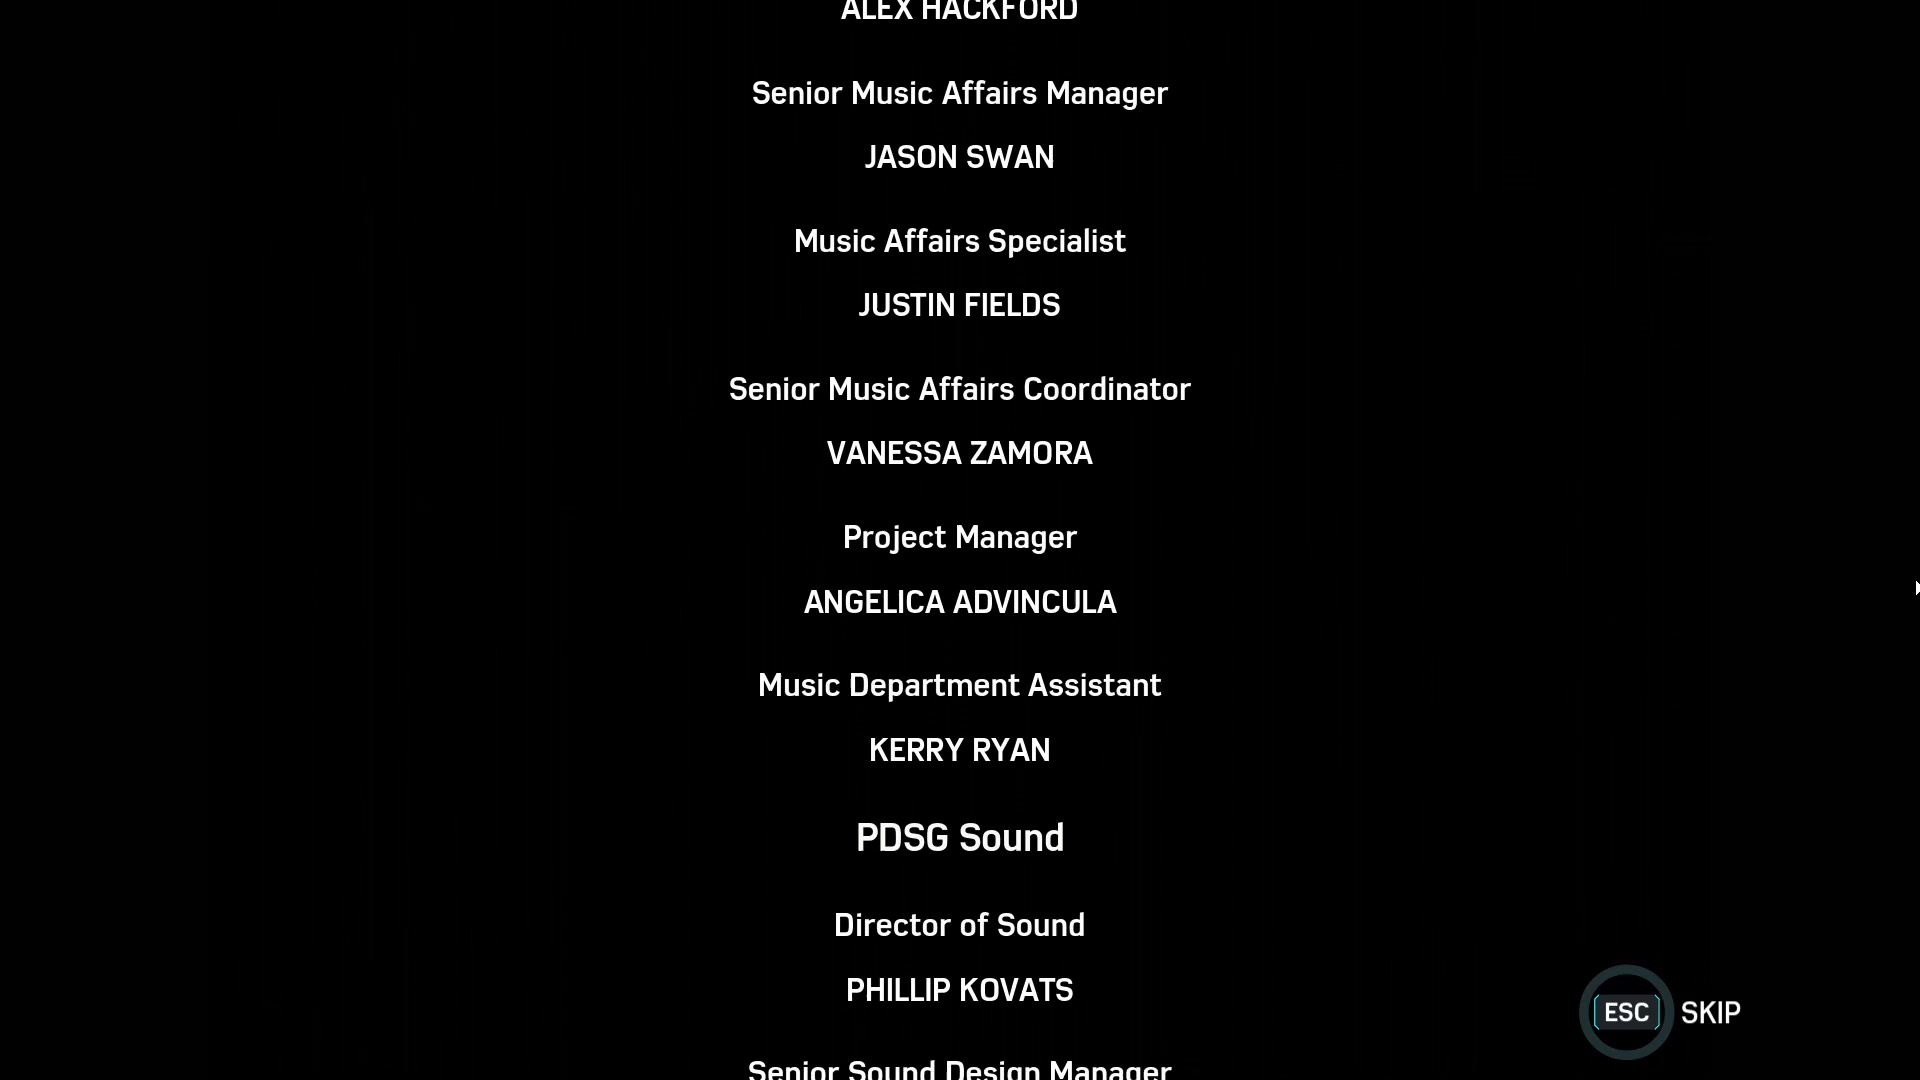 ALEX HACKFORD
Senior Music Affairs Manager
JASON SWAN
Music Affairs Specialist
JUSTIN FIELDS
Senior Music Affairs Coordinator
VANESSA ZAMORA
Project Manager
ANGELICA ADVINCULA
Music Department Assistant
KERRY RYAN
PDSG Sound
Director of Sound
PHILLIP KOVATS
ESC SKIP
Senior Sound Design Manager